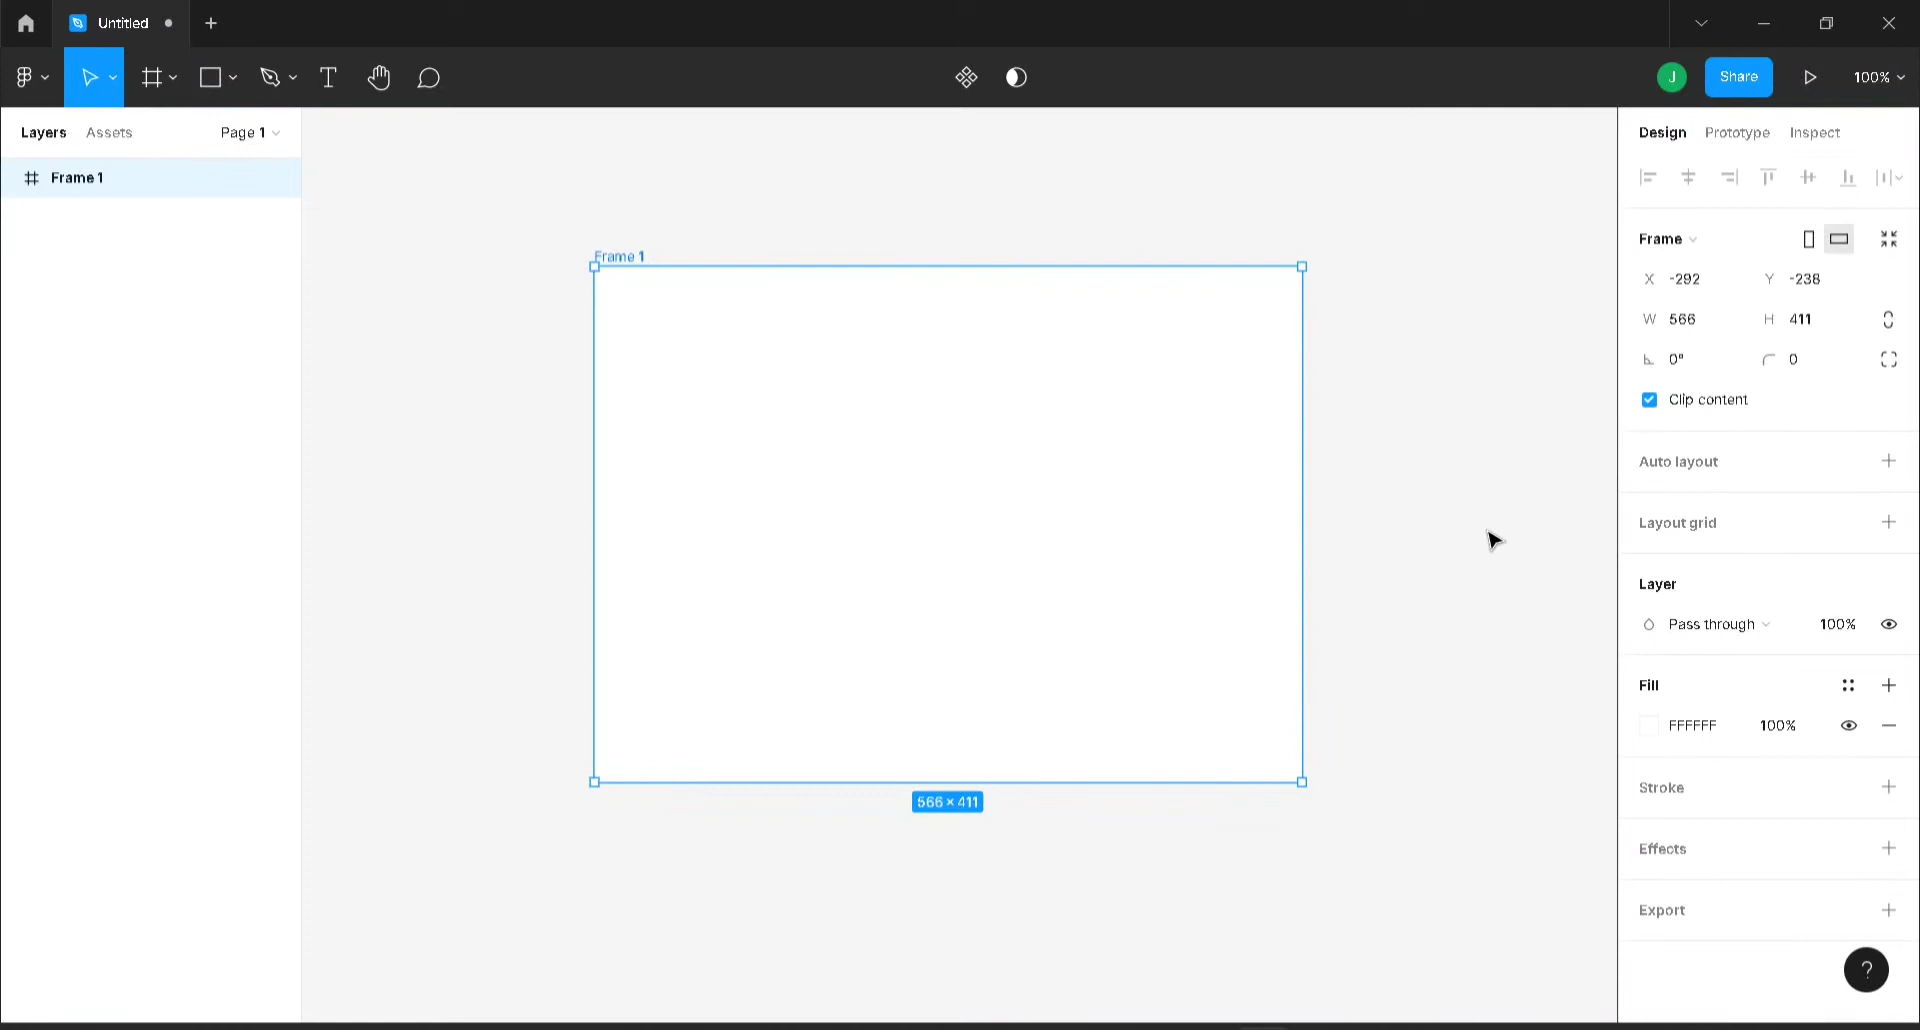 Untitled
Share
J
100%
Layers Assets Page 1
Frame 1
Frame 1
566 × 411
Design Prototype Inspect
Frame
X -292 Y -238
W 566 H 411
0° 0
Clip content
Auto layout
Layout grid
Layer
Pass through 100%
Fill
FFFFFF 100%
Stroke
Effects
Export
?